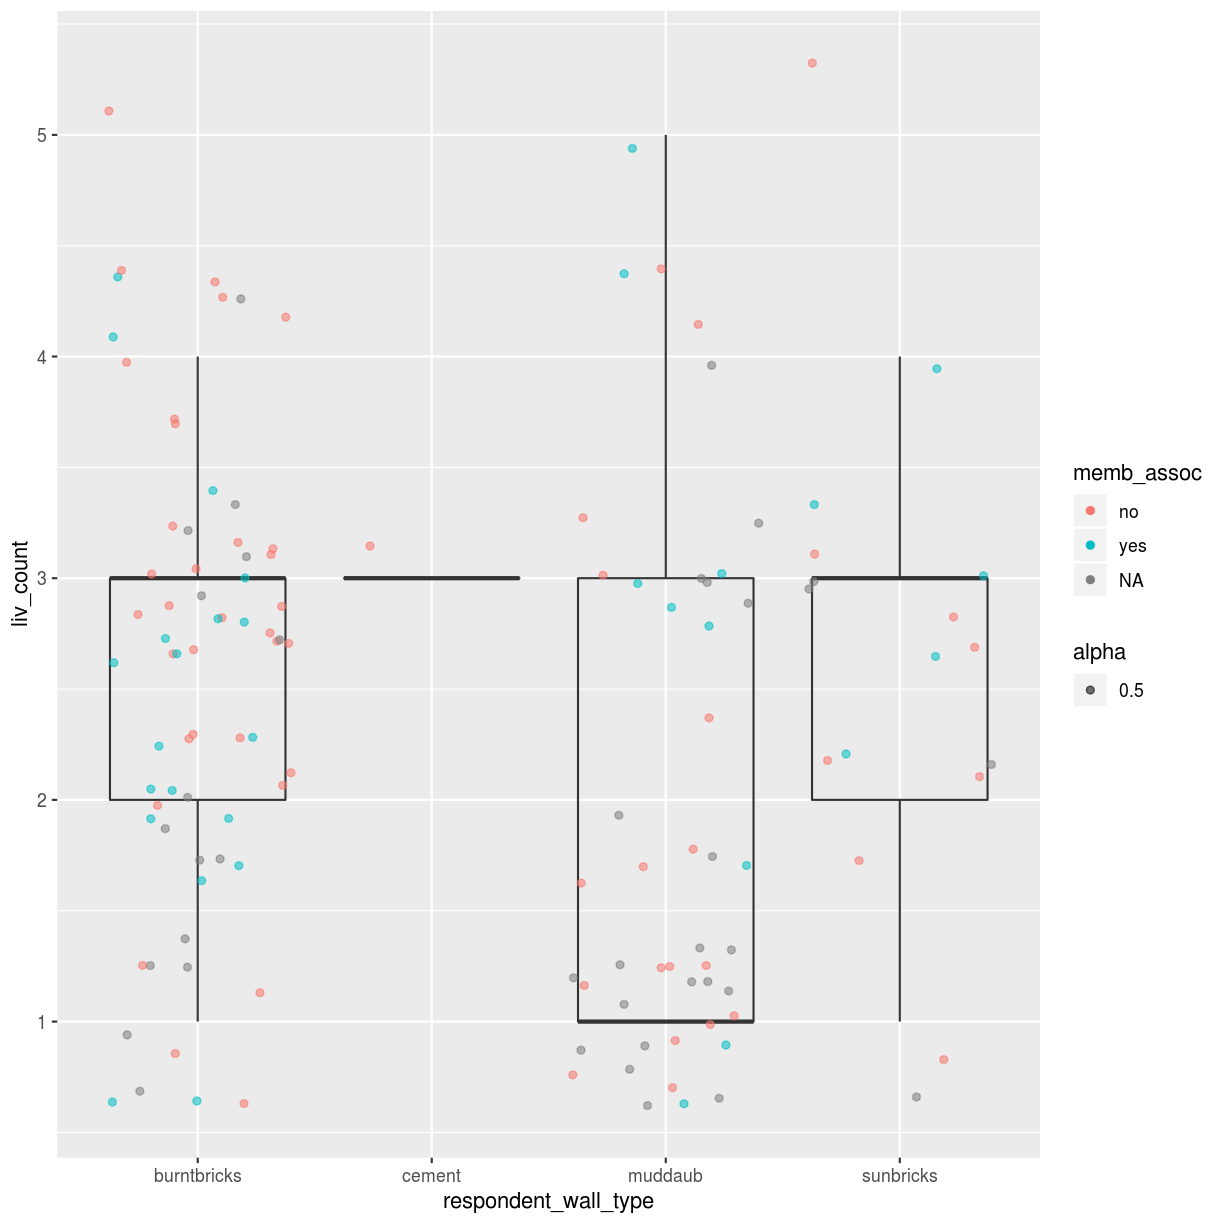 5
4
3
2
1
liv_count
burntbricks cement muddaub sunbricks
respondent_wall_type
memb_assoc
no
yes
NA
alpha
0.5